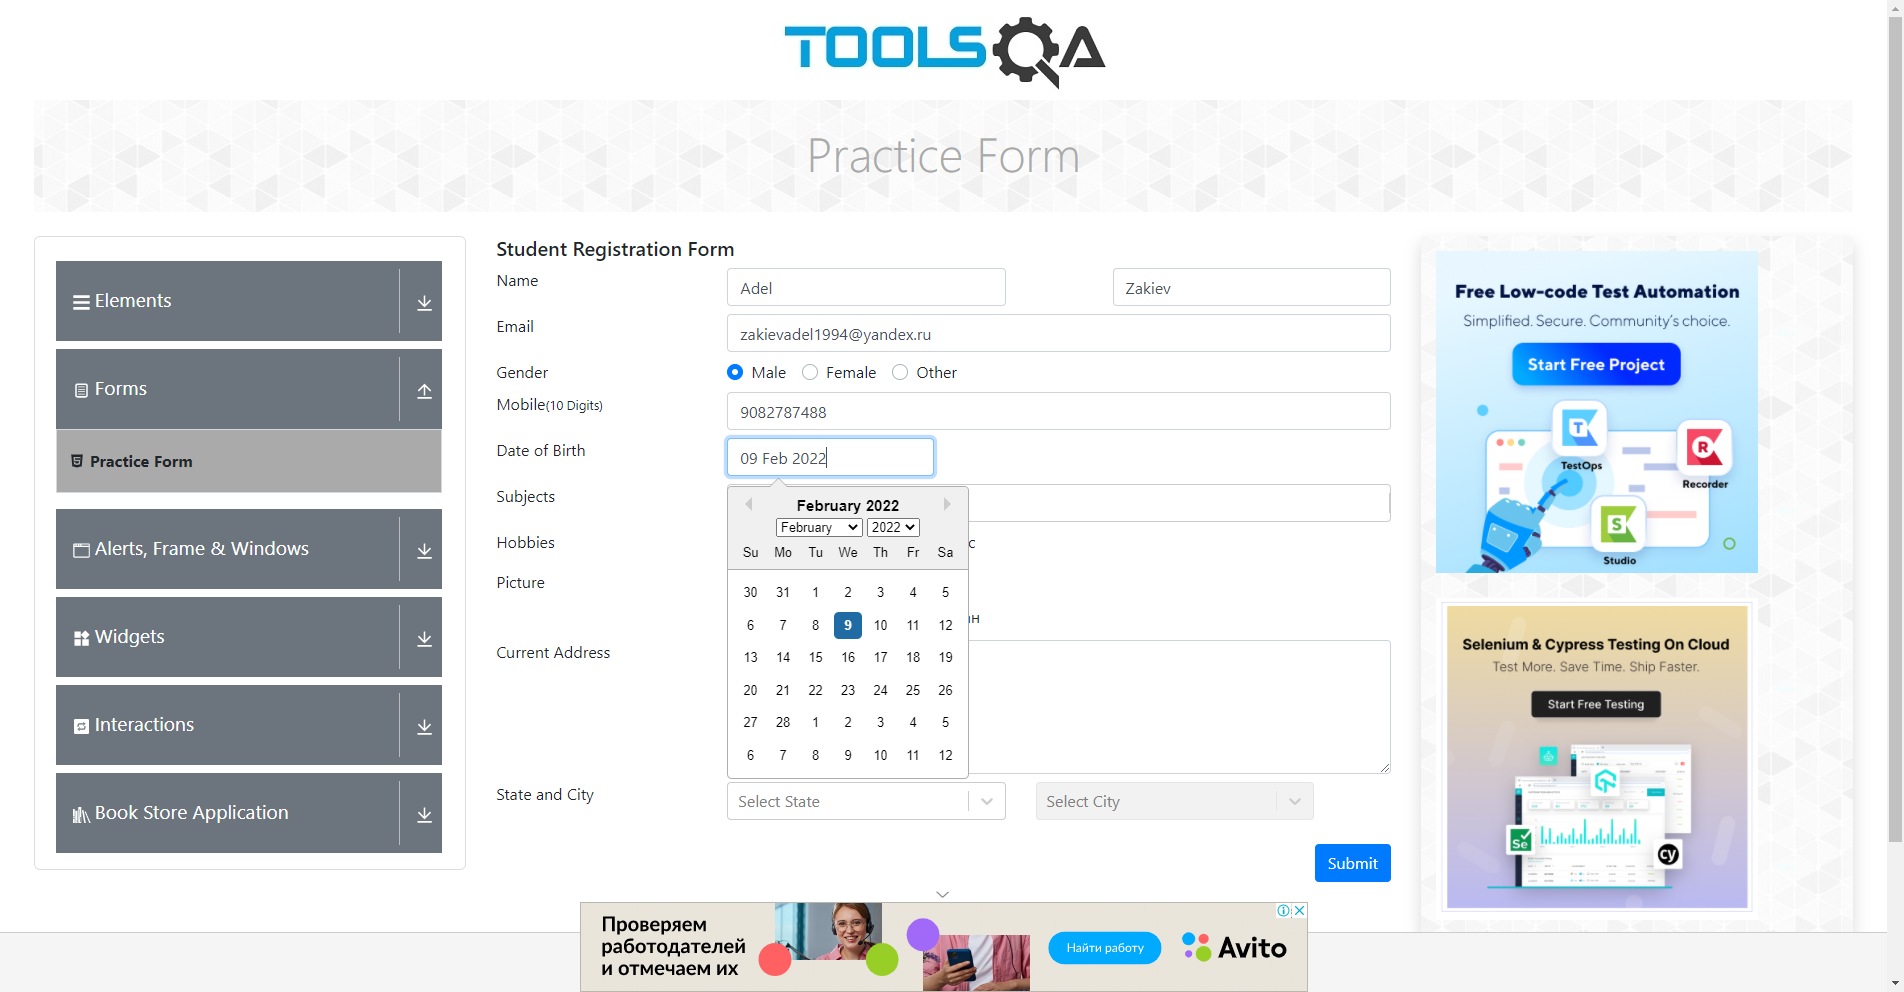 TOOLSQA
Practice Form
Elements
Forms
Practice Form
Alerts, Frame & Windows
Widgets
Interactions
Book Store Application
Student Registration Form
Name
Adel
Zakiev
Email
zakievadel1994@yandex.ru
Gender
Male Female Other
Mobile(10 Digits)
9082787488
Date of Birth
09 Feb 2022
February 2022
February 2022
Su Mo Tu We Th Fr Sa
30 31 1 2 3 4 5
6 7 8 9 10 11 12
13 14 15 16 17 18 19
20 21 22 23 24 25 26
27 28 1 2 3 4 5
6 7 8 9 10 11 12
Subjects
Hobbies
с
Picture
н
Current Address
State and City
Select State
Select City
Submit
Free Low-code Test Automation
Simplified. Secure. Community's choice.
Start Free Project
T
TestOps
R
Recorder
S
Studio
Selenium & Cypress Testing On Cloud
Test More. Save Time. Ship Faster.
Start Free Testing
Se
cy
Проверяем
работодателей
и отмечаем их
Найти работу
Avito